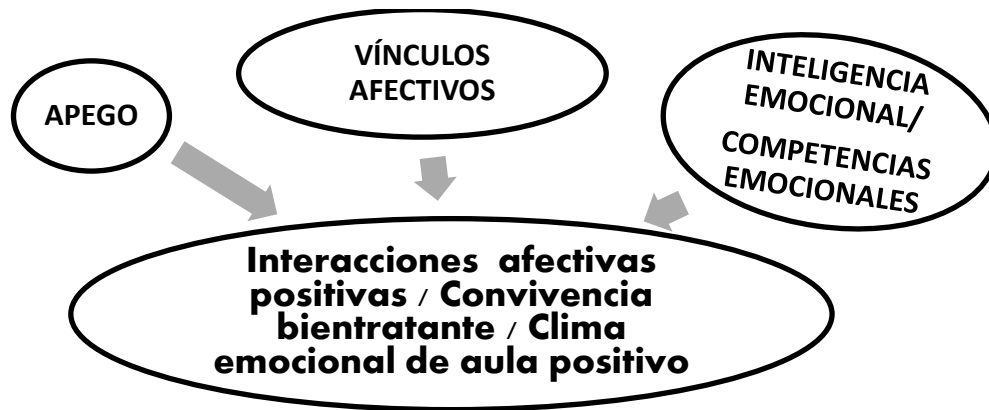 APEGO
VÍNCULOS
AFECTIVOS
INTELIGENCIA
EMOCIONAL/
COMPETENCIAS
EMOCIONALES
Interacciones afectivas
positivas / Convivencia
bientratante / Clima
emocional de aula positivo